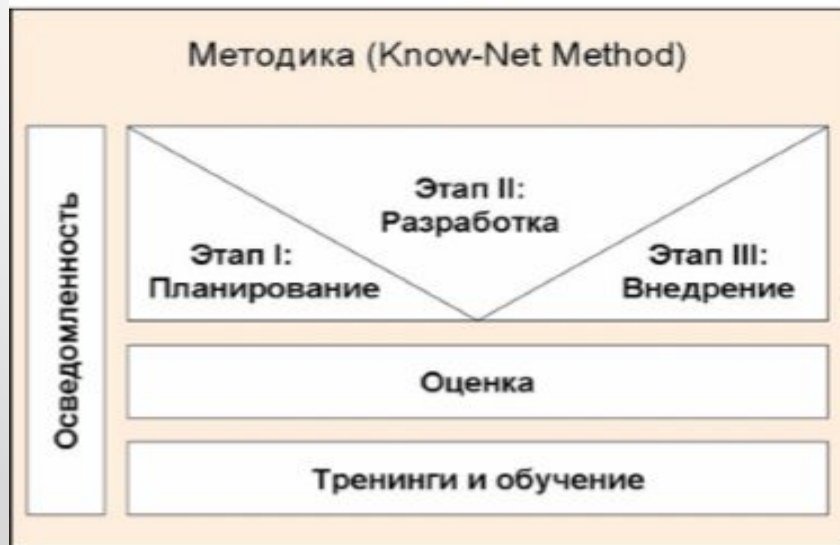 Методика (Know-Net Method)
Осведомленность
Этап I:
Планирование
Этап II:
Разработка
Этап III:
Внедрение
Оценка
Тренинги и обучение